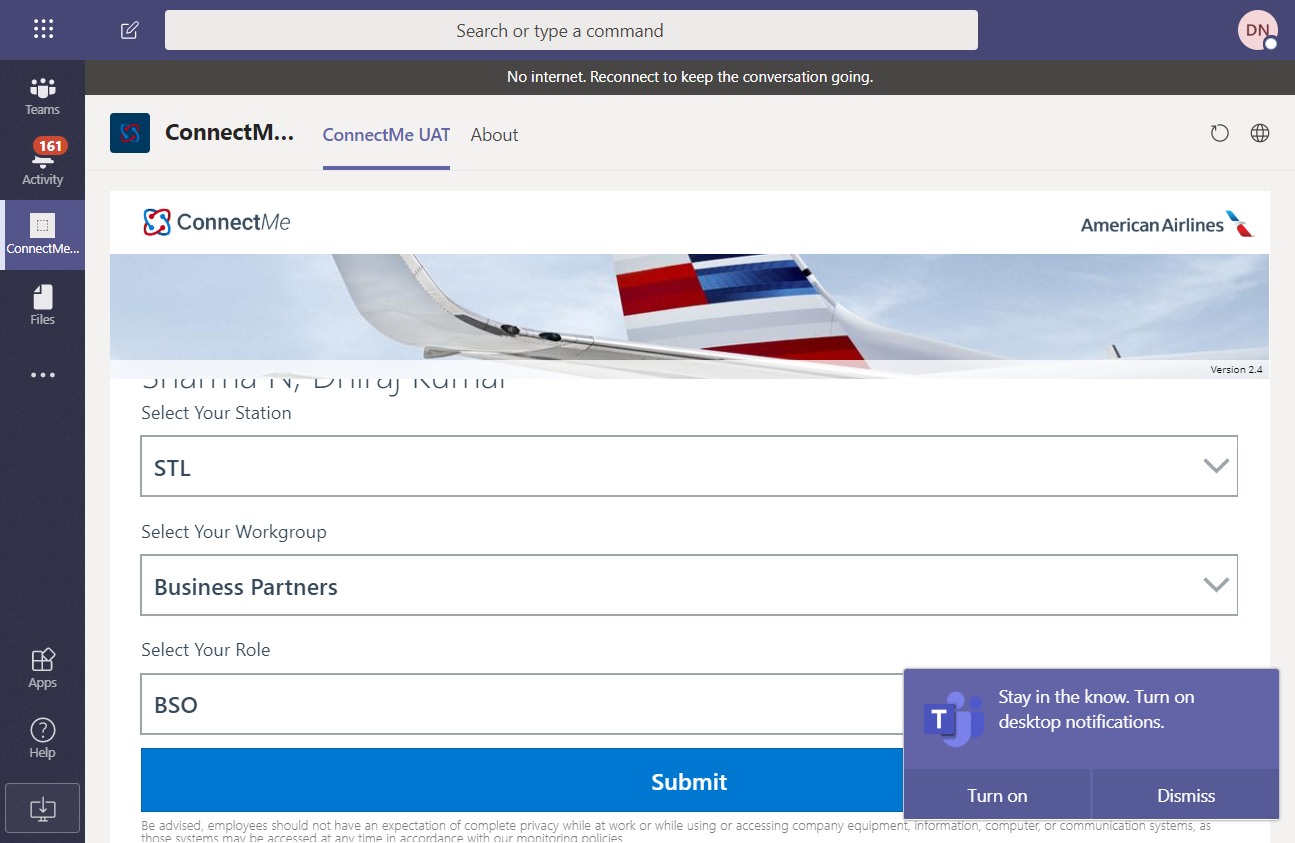 Search or type a command
DN
No internet. Reconnect to keep the conversation going.
Teams
161
Activity
ConnectMe...
Files
Apps
Help
ConnectM...
ConnectMe UAT
About
ConnectMe
American Airlines
Version 2.4
Sharma N, Dhiraj Kumar
Select Your Station
STL
Select Your Workgroup
Business Partners
Select Your Role
BSO
Submit
T
Stay in the know. Turn on
desktop notifications.
Turn on
Dismiss
Be advised, employees should not have an expectation of complete privacy while at work or while using or accessing company equipment, information, computer, or communication systems, as
those systems may be accessed at any time in accordance with our monitoring policies.